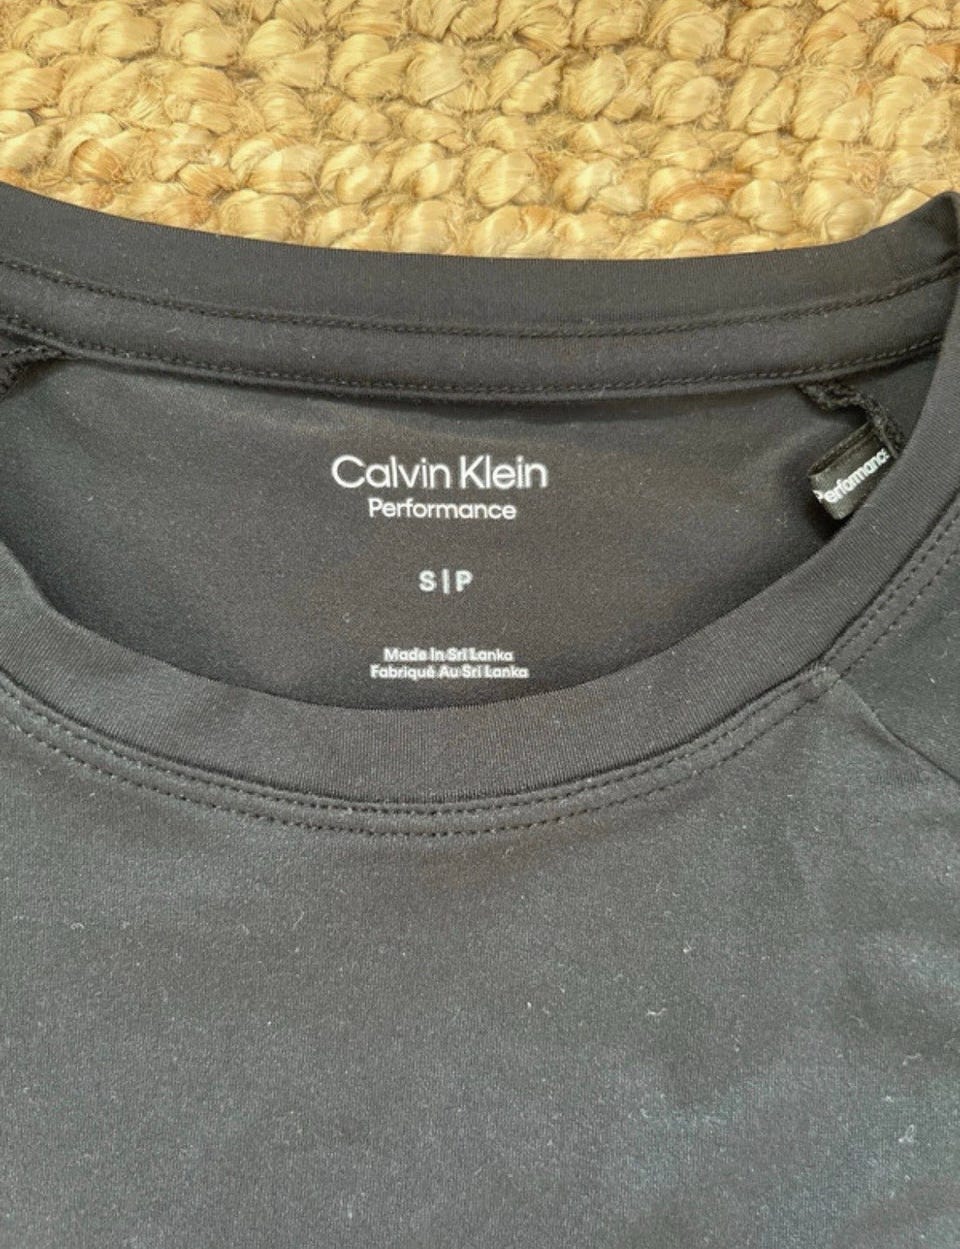 Calvin Klein
Performance
S|P
Made In Sri Lanka
Fabriqué Au Sri Lanka
Performance